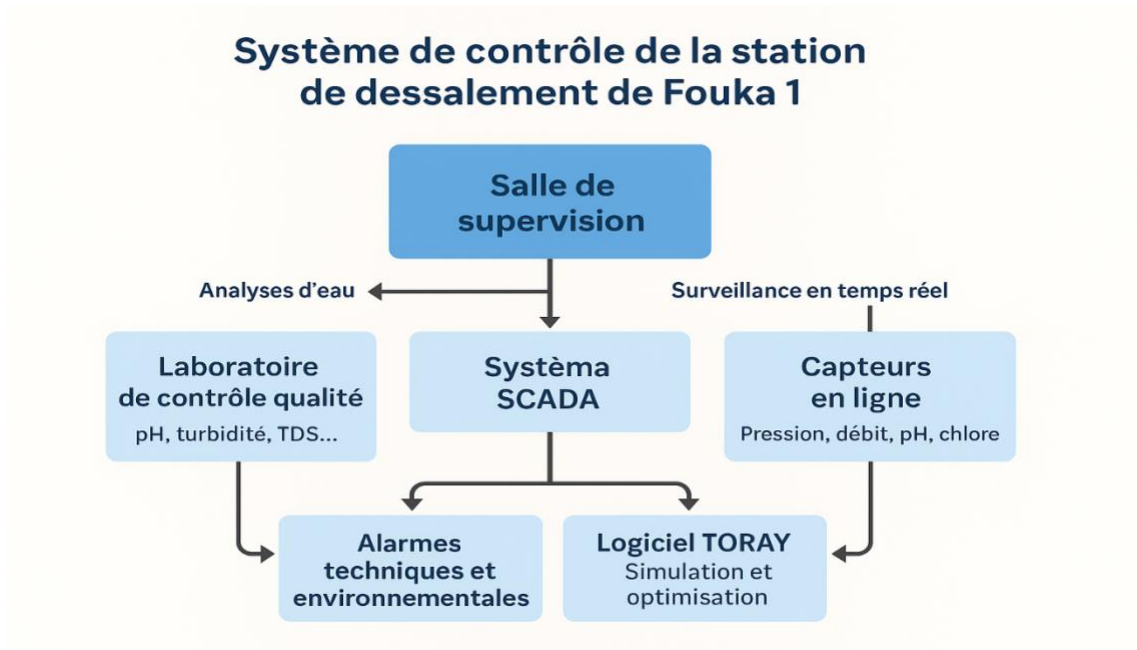 Système de contrôle de la station
de dessalement de Fouka 1
Salle de
supervision
Analyses d'eau
Surveillance en temps réel
Laboratoire
de contrôle qualité
pH, turbidité, TDS...
Systèma
SCADA
Capteurs
en ligne
Pression, débit, pH, chlore
Alarmes
techniques et
environnementales
Logiciel TORAY
Simulation et
optimisation